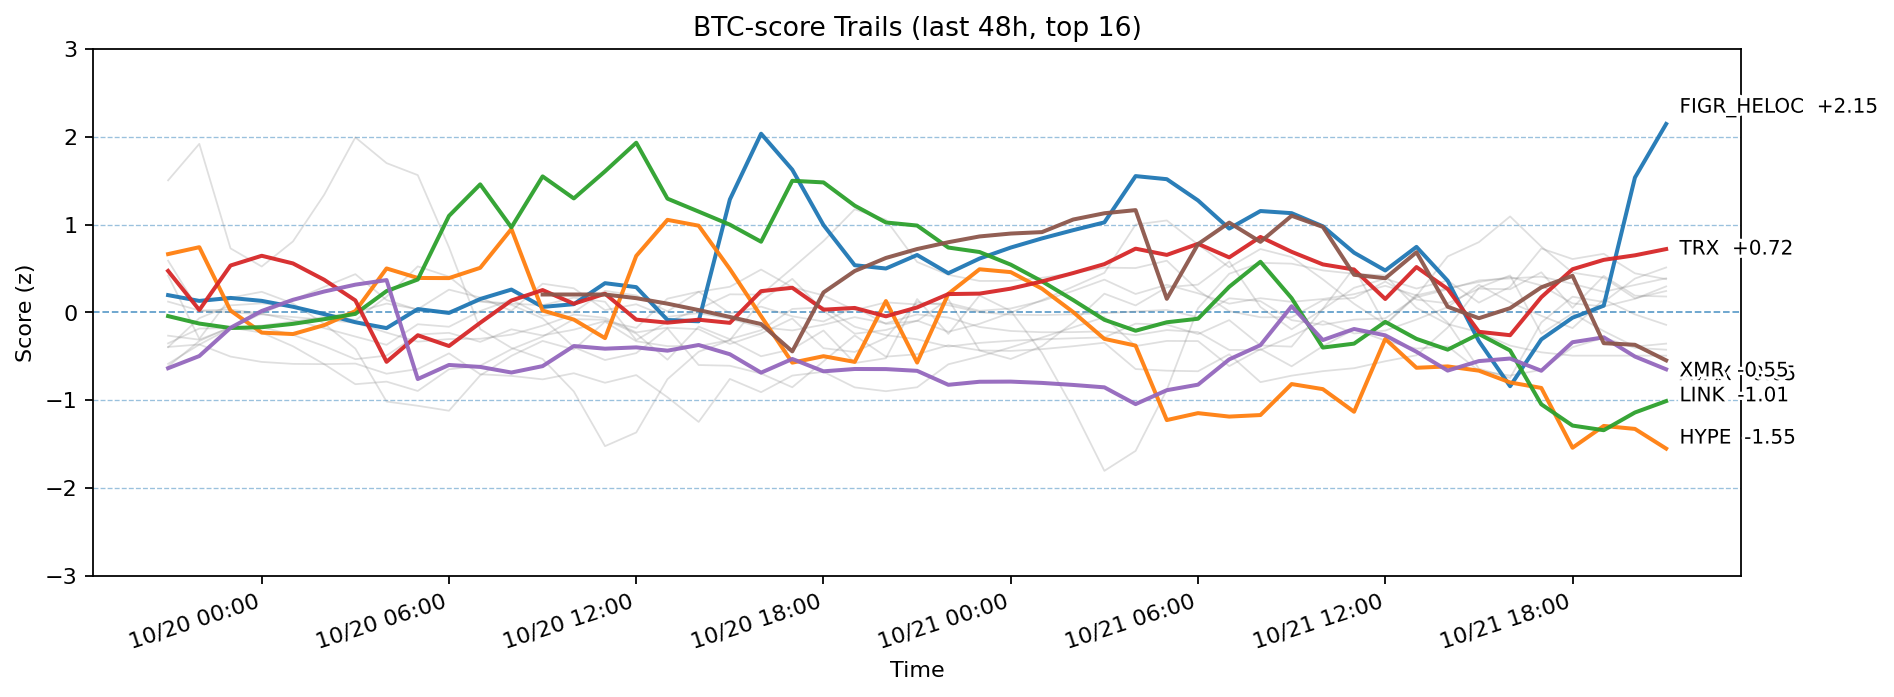 BTC-score Trails (last 48h, top 16)
3
2
1
0
−1
−2
−3
Score (z)
FIGR_HELOC +2.15
TRX +0.72
XMR -0.55
LINK -1.01
HYPE -1.55
10/20 00:00
10/20 06:00
10/20 12:00
10/20 18:00
10/21 00:00
10/21 06:00
10/21 12:00
10/21 18:00
Time